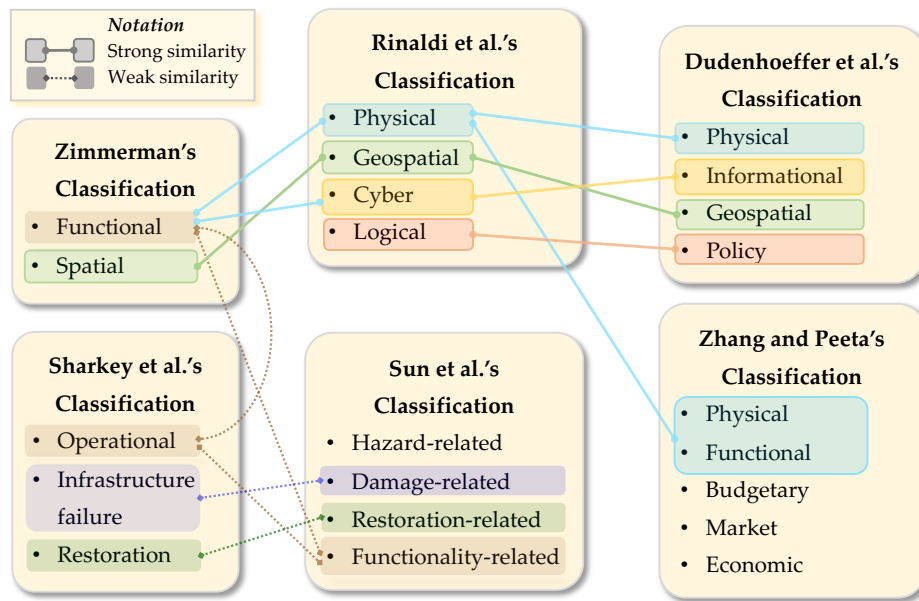 Notation
Strong similarity
Weak similarity
Zimmerman's
Classification
• Functional
• Spatial
Rinaldi et al.'s
Classification
• Physical
• Geospatial
• Cyber
• Logical
Dudenhoeffer et al.'s
Classification
• Physical
• Informational
• Geospatial
• Policy
Sharkey et al.'s
Classification
• Operational
• Infrastructure
failure
• Restoration
Sun et al.'s
Classification
• Hazard-related
• Damage-related
• Restoration-related
• Functionality-related
Zhang and Peeta's
Classification
• Physical
• Functional
• Budgetary
• Market
• Economic